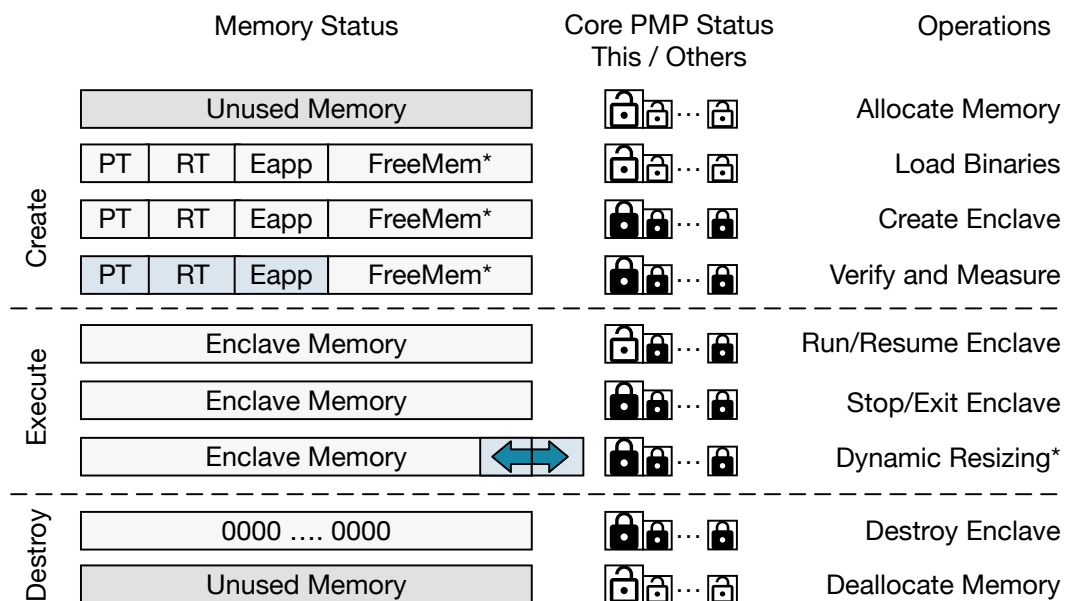 Memory Status
Core PMP Status
This / Others
Operations
Create
Unused Memory ... Allocate Memory
PT RT Eapp FreeMem* ... Load Binaries
PT RT Eapp FreeMem* ... Create Enclave
PT RT Eapp FreeMem* ... Verify and Measure
Execute
Enclave Memory ... Run/Resume Enclave
Enclave Memory ... Stop/Exit Enclave
Enclave Memory ... Dynamic Resizing*
Destroy
0000 .... 0000 ... Destroy Enclave
Unused Memory ... Deallocate Memory